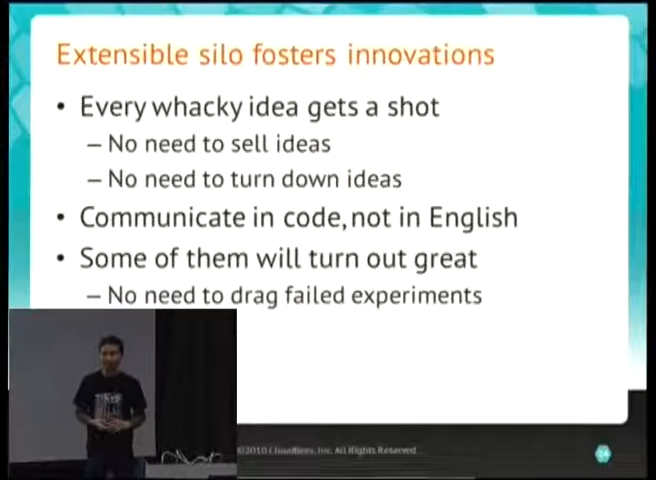 Extensible silo fosters innovations
• Every whacky idea gets a shot
– No need to sell ideas
– No need to turn down ideas
• Communicate in code, not in English
• Some of them will turn out great
– No need to drag failed experiments
©2010 CloudBees, Inc. All Rights Reserved